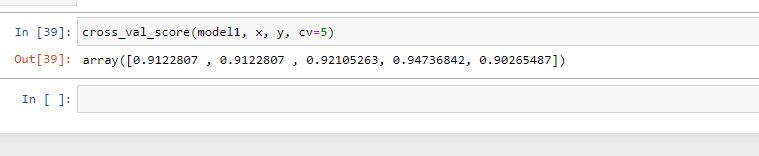 In [39]: cross_val_score(model1, x, y, cv=5)
Out[39]: array([0.9122807 , 0.9122807 , 0.92105263, 0.94736842, 0.90265487])
In [ ]: